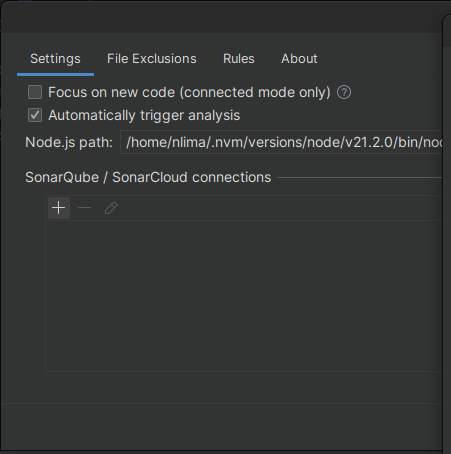 Settings File Exclusions Rules About
Focus on new code (connected mode only) ?
Automatically trigger analysis
Node.js path: /home/nlima/.nvm/versions/node/v21.2.0/bin/noc
SonarQube / SonarCloud connections